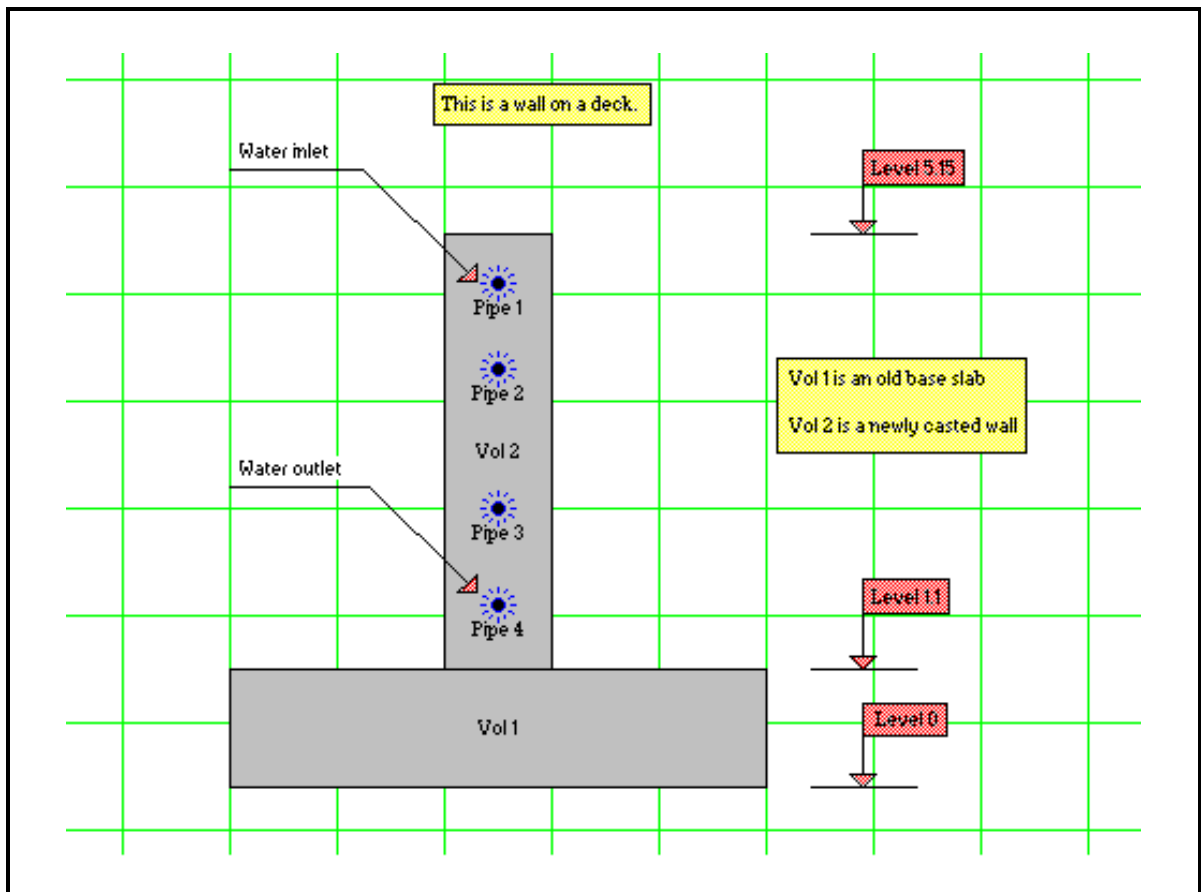 This is a wall on a deck.
Water inlet
Level 5.15
Pipe 1
Vol 1 is an old base slab
Pipe 2
Vol 2 is a newly casted wall
Vol 2
Water outlet
Pipe 3
Level 1.1
Pipe 4
Level 0
Vol 1